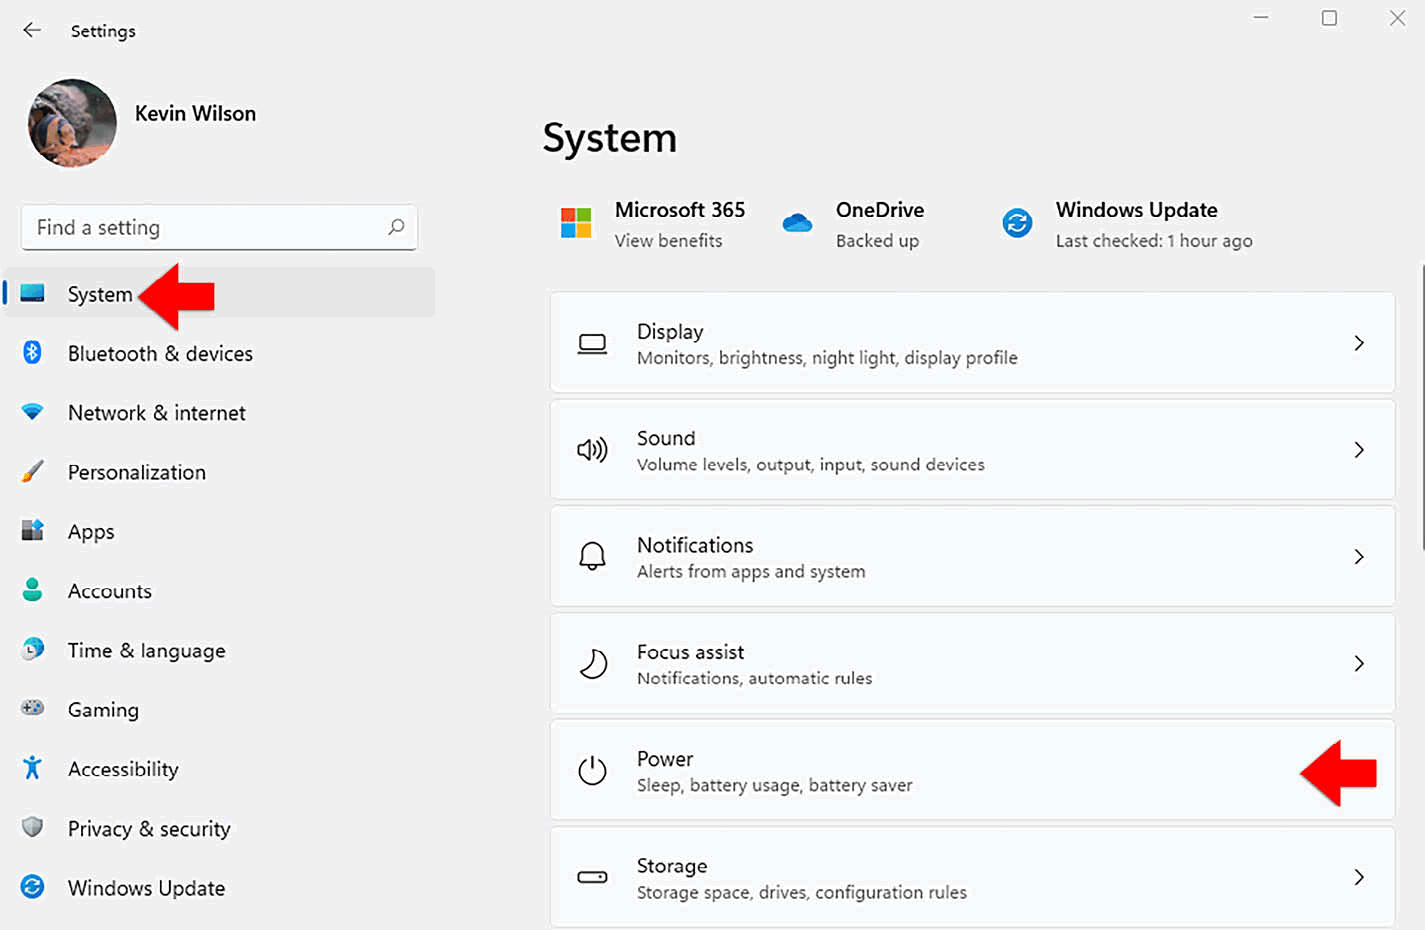 Settings
Kevin Wilson
Find a setting
System
Bluetooth & devices
Network & internet
Personalization
Apps
Accounts
Time & language
Gaming
Accessibility
Privacy & security
Windows Update
System
Microsoft 365
View benefits
OneDrive
Backed up
Windows Update
Last checked: 1 hour ago
Display
Monitors, brightness, night light, display profile
Sound
Volume levels, output, input, sound devices
Notifications
Alerts from apps and system
Focus assist
Notifications, automatic rules
Power
Sleep, battery usage, battery saver
Storage
Storage space, drives, configuration rules